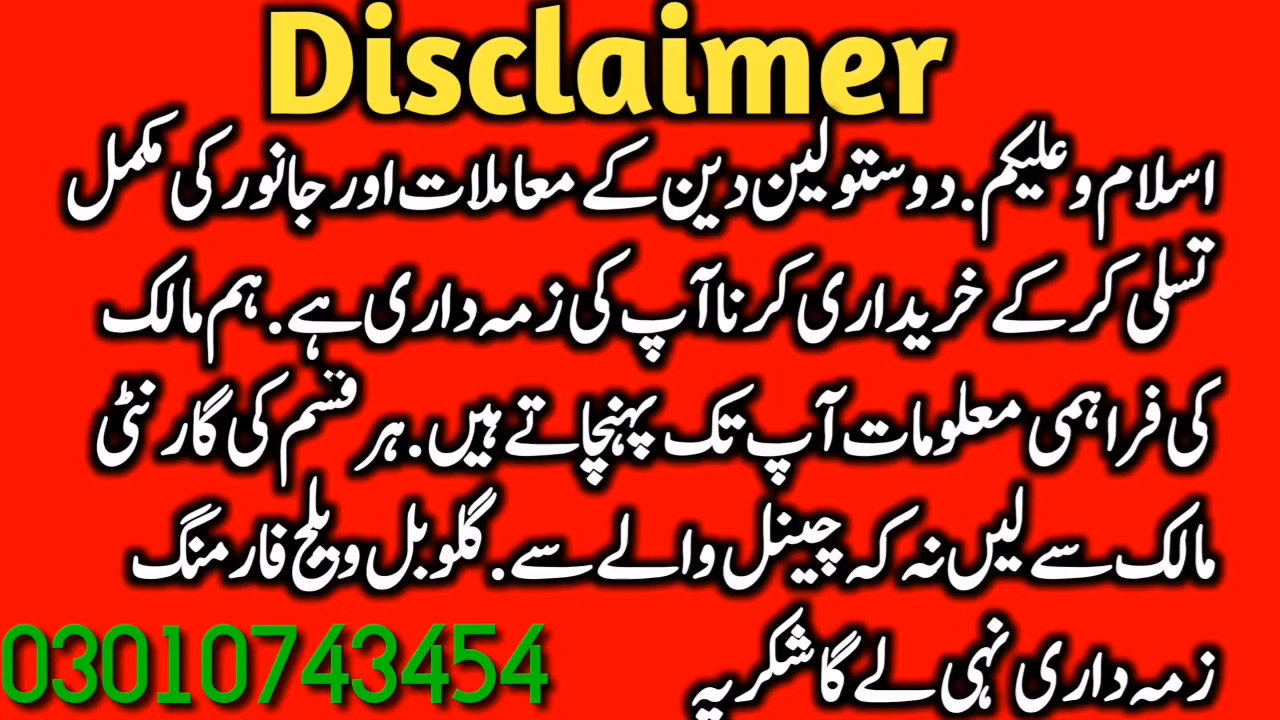 Disclaimer
اسلام و علیکم. دوستو لین دین کے معاملات اور جانور کی مکمل
تسلی کر کے خریداری کرنا آپ کی زمہ داری ہے. ہم مالک
کی فراہمی معلومات آپ تک پہنچاتے ہیں. ہر قسم کی گارنٹی
مالک سے لیں نہ کہ چینل والے سے. گلوبل ویلج فارمنگ
زمہ داری نہی لے گا شکریہ
03010743454